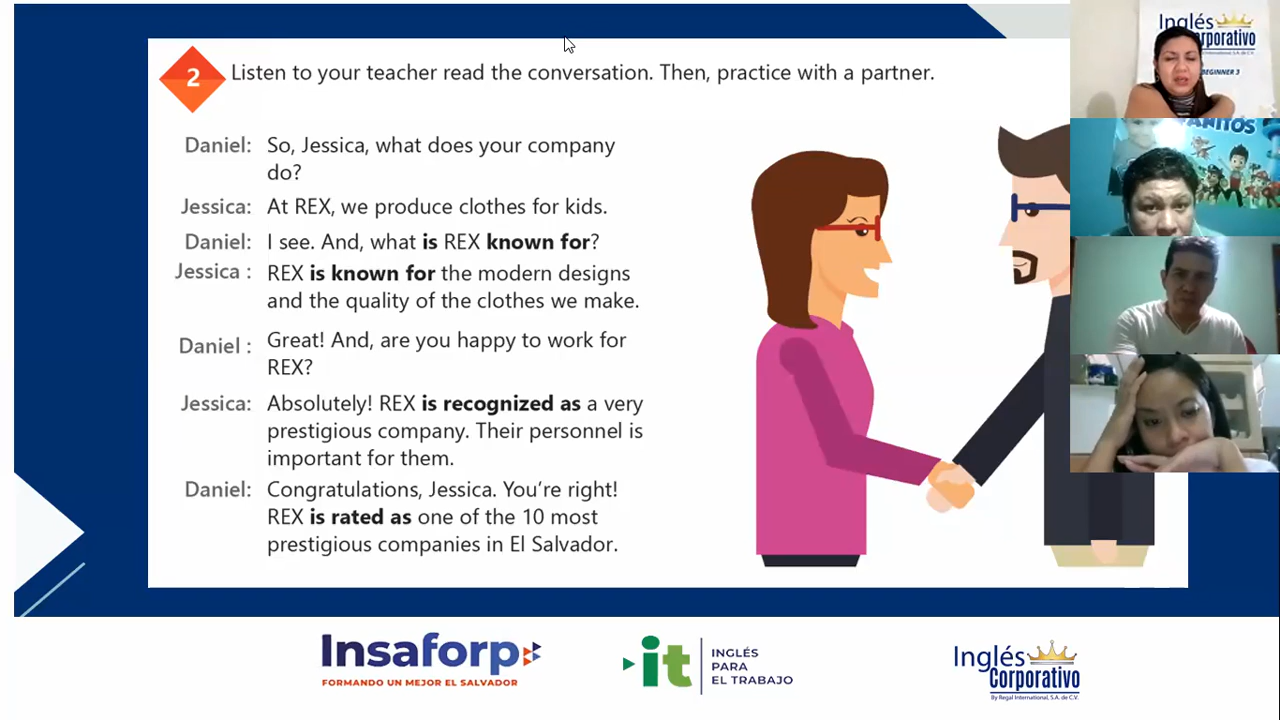 2
Listen to your teacher read the conversation. Then, practice with a partner.
Daniel: So, Jessica, what does your company
do?
Jessica: At REX, we produce clothes for kids.
Daniel: I see. And, what is REX known for?
Jessica : REX is known for the modern designs
and the quality of the clothes we make.
Daniel : Great! And, are you happy to work for
REX?
Jessica: Absolutely! REX is recognized as a very
prestigious company. Their personnel is
important for them.
Daniel: Congratulations, Jessica. You’re right!
REX is rated as one of the 10 most
prestigious companies in El Salvador.
Inglés
Corporativo
BEGINNER 3
Insaforp
FORMANDO UN MEJOR EL SALVADOR
it
INGLÉS
PARA
EL TRABAJO
Inglés
Corporativo
By Regal International, S.A. de C.V.